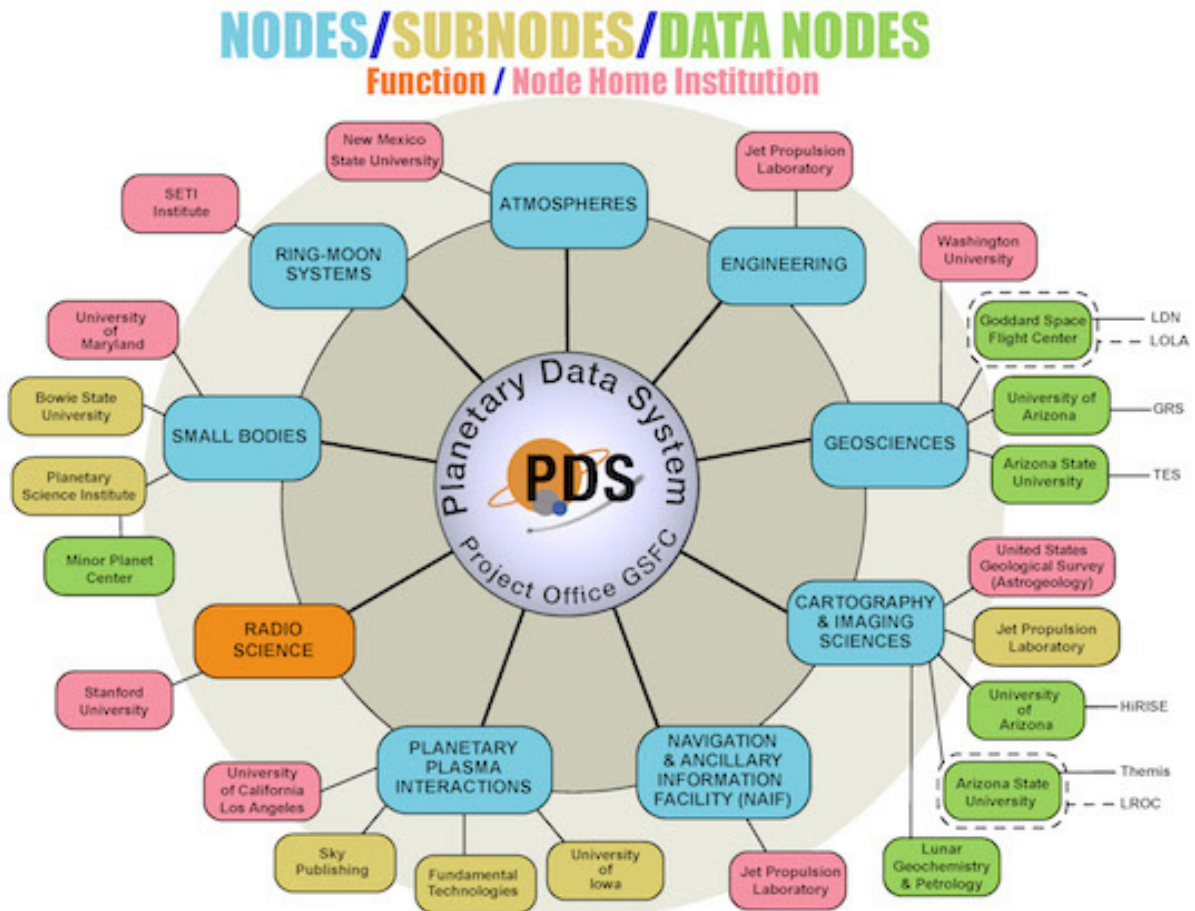 NODES/SUBNODES/DATA NODES
Function / Node Home Institution
New Mexico
State University
ATMOSPHERES
Jet Propulsion
Laboratory
ENGINEERING
SETI
Institute
RING-MOON
SYSTEMS
Washington
University
Goddard Space
Flight Center
LDN
LOLA
University of
Arizona
GRS
Arizona State
University
TES
GEOSCIENCES
University
of
Maryland
Bowie State
University
SMALL BODIES
Planetary
Science Institute
Minor Planet
Center
Planetary Data System
PDS
Project Office GSFC
United States
Geological Survey
(Astrogeology)
CARTOGRAPHY
& IMAGING
SCIENCES
Jet Propulsion
Laboratory
University
of
Arizona
HiRISE
Arizona State
University
Themis
LROC
Lunar
Geochemistry
& Petrology
RADIO
SCIENCE
Stanford
University
PLANETARY
PLASMA
INTERACTIONS
University
of California
Los Angeles
Sky
Publishing
Fundamental
Technologies
University
of
Iowa
NAVIGATION
& ANCILLARY
INFORMATION
FACILITY (NAIF)
Jet Propulsion
Laboratory